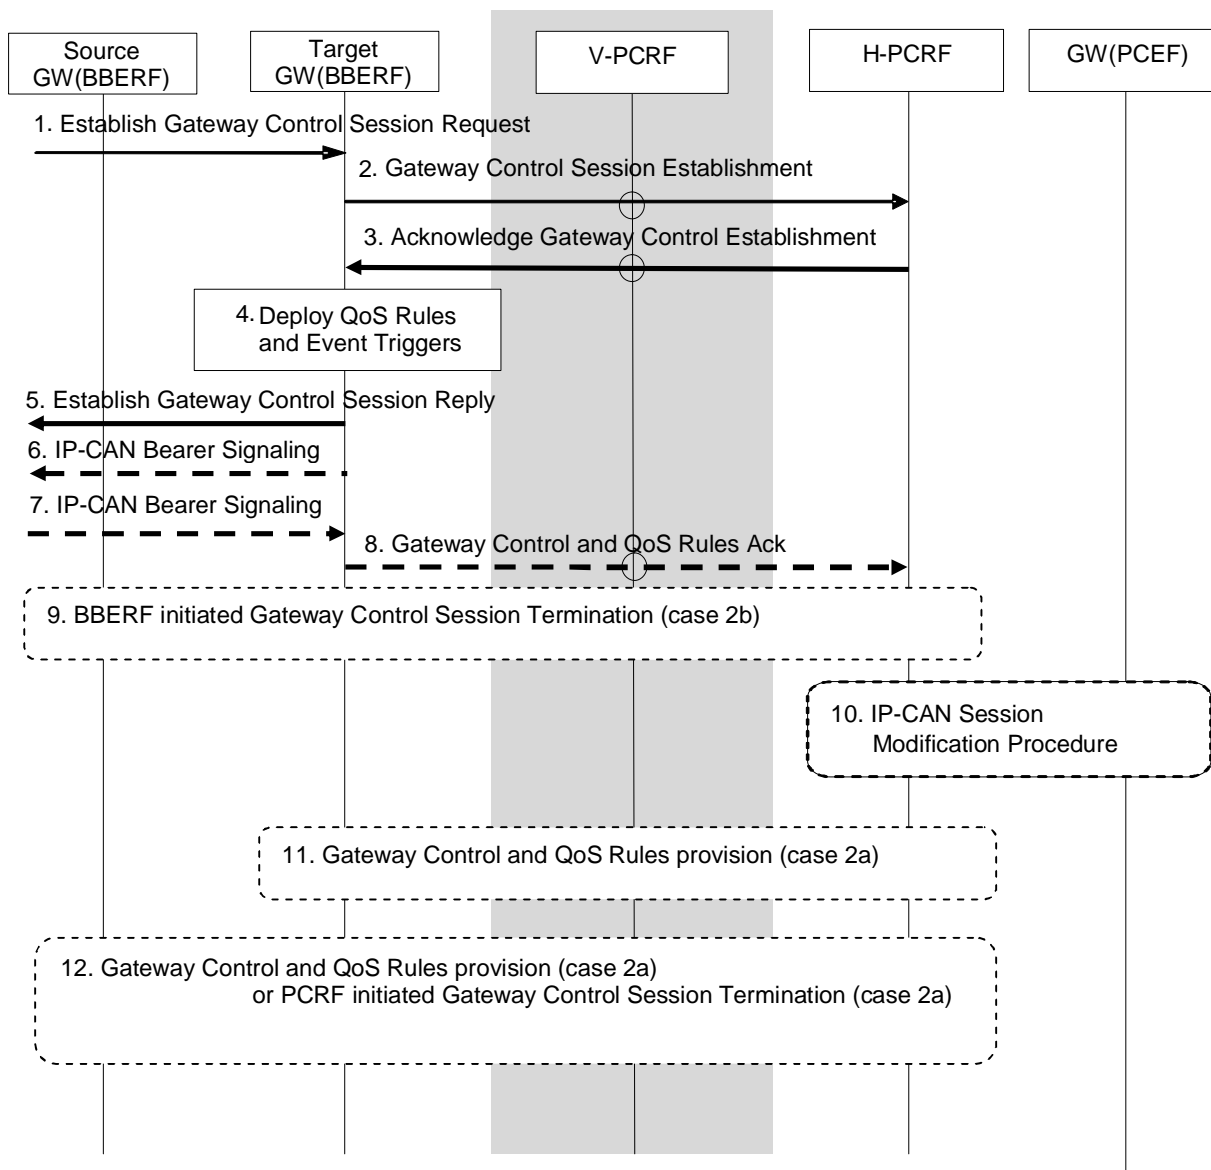 Source
GW(BBERF)
Target
GW(BBERF)
V-PCRF
H-PCRF
GW(PCEF)
1. Establish Gateway Control Session Request
2. Gateway Control Session Establishment
3. Acknowledge Gateway Control Establishment
4. Deploy QoS Rules
and Event Triggers
5. Establish Gateway Control Session Reply
6. IP-CAN Bearer Signaling
7. IP-CAN Bearer Signaling
8. Gateway Control and QoS Rules Ack
9. BBERF initiated Gateway Control Session Termination (case 2b)
10. IP-CAN Session
Modification Procedure
11. Gateway Control and QoS Rules provision (case 2a)
12. Gateway Control and QoS Rules provision (case 2a)
or PCRF initiated Gateway Control Session Termination (case 2a)